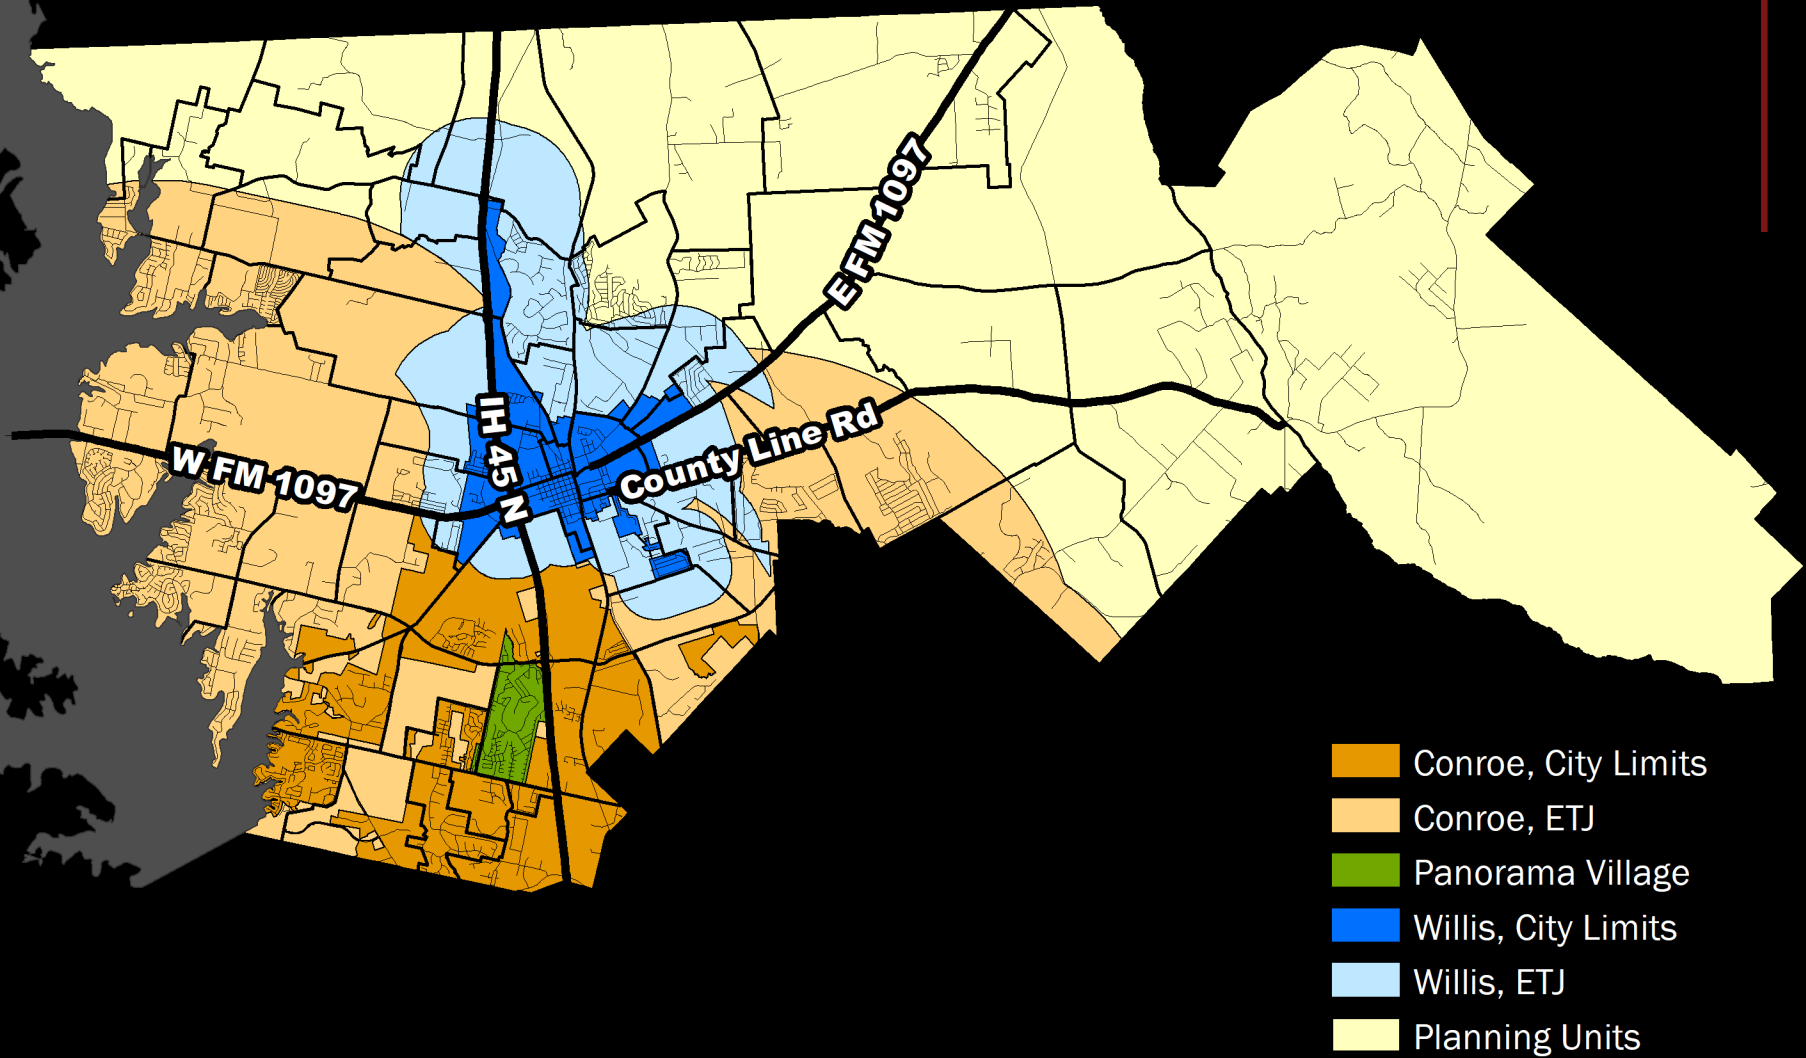 E FM 1097
IH 45 N
County Line Rd
W FM 1097
Conroe, City Limits
Conroe, ETJ
Panorama Village
Willis, City Limits
Willis, ETJ
Planning Units